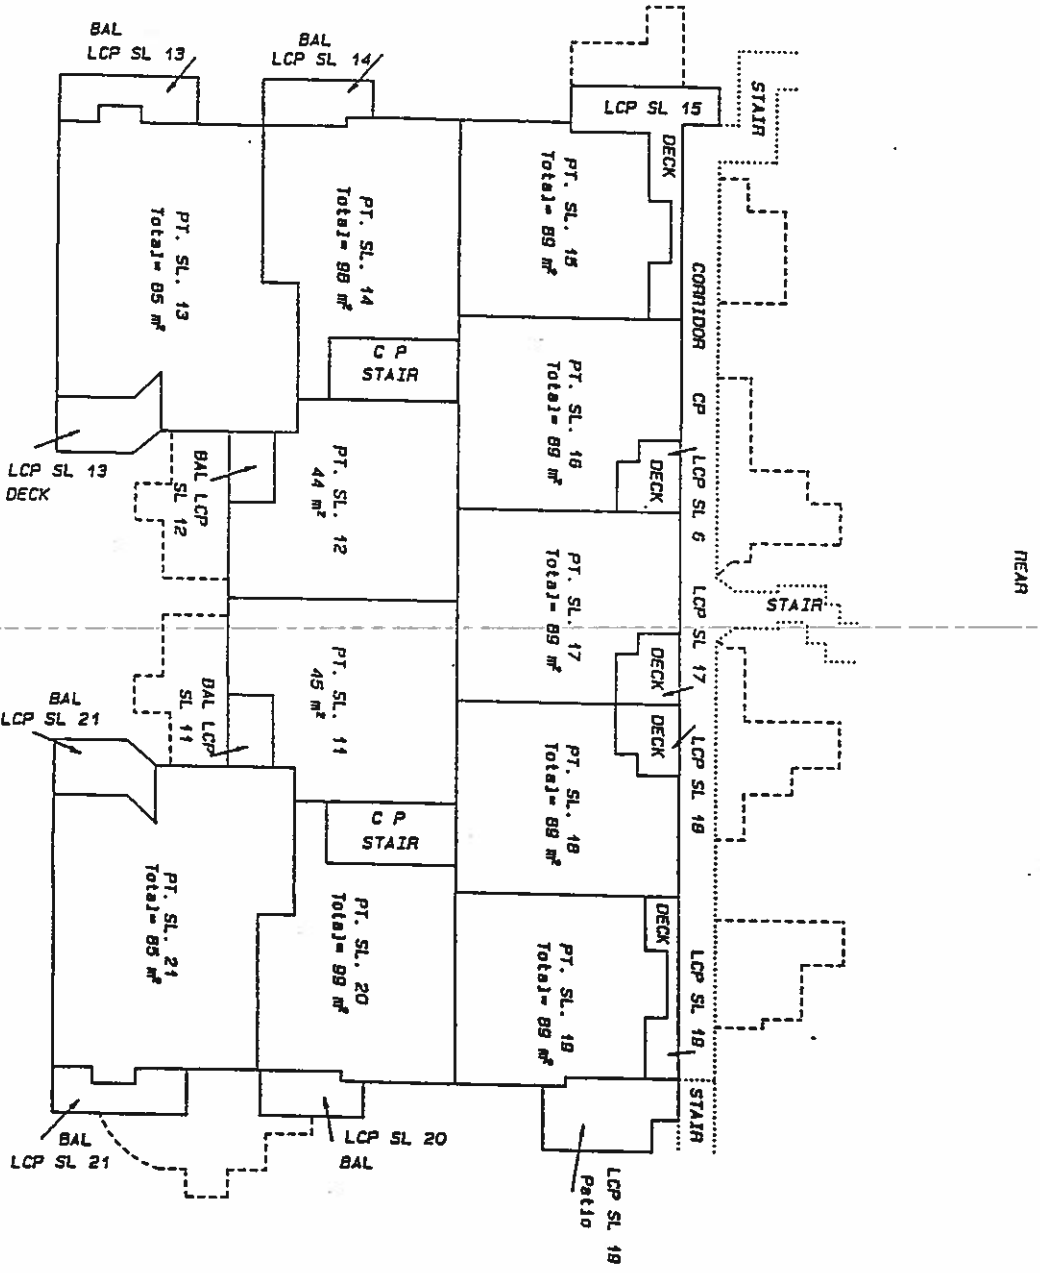 BAL
LCP SL 13
BAL
LCP SL 14
LCP SL 15
STAIR
DECK
PT. SL. 15
Total= 89 m²
PT. SL. 14
Total= 98 m²
PT. SL. 13
Total= 85 m²
CORRIDOR CP
C P
STAIR
PT. SL. 16
Total= 89 m²
DECK
LCP SL 6
LCP SL 13
DECK
BAL LCP
SL 12
PT. SL. 12
44 m²
REAR
STAIR
PT. SL. 17
Total= 89 m²
DECK
LCP SL 17
BAL
LCP SL 21
BAL LCP
SL 11
PT. SL. 11
45 m²
DECK
LCP SL 18
PT. SL. 18
Total= 89 m²
C P
STAIR
PT. SL. 21
Total= 85 m²
PT. SL. 20
Total= 99 m²
PT. SL. 19
Total= 89 m²
DECK
LCP SL 19
STAIR
BAL
LCP SL 21
LCP SL 20
BAL
LCP SL 19
Patio